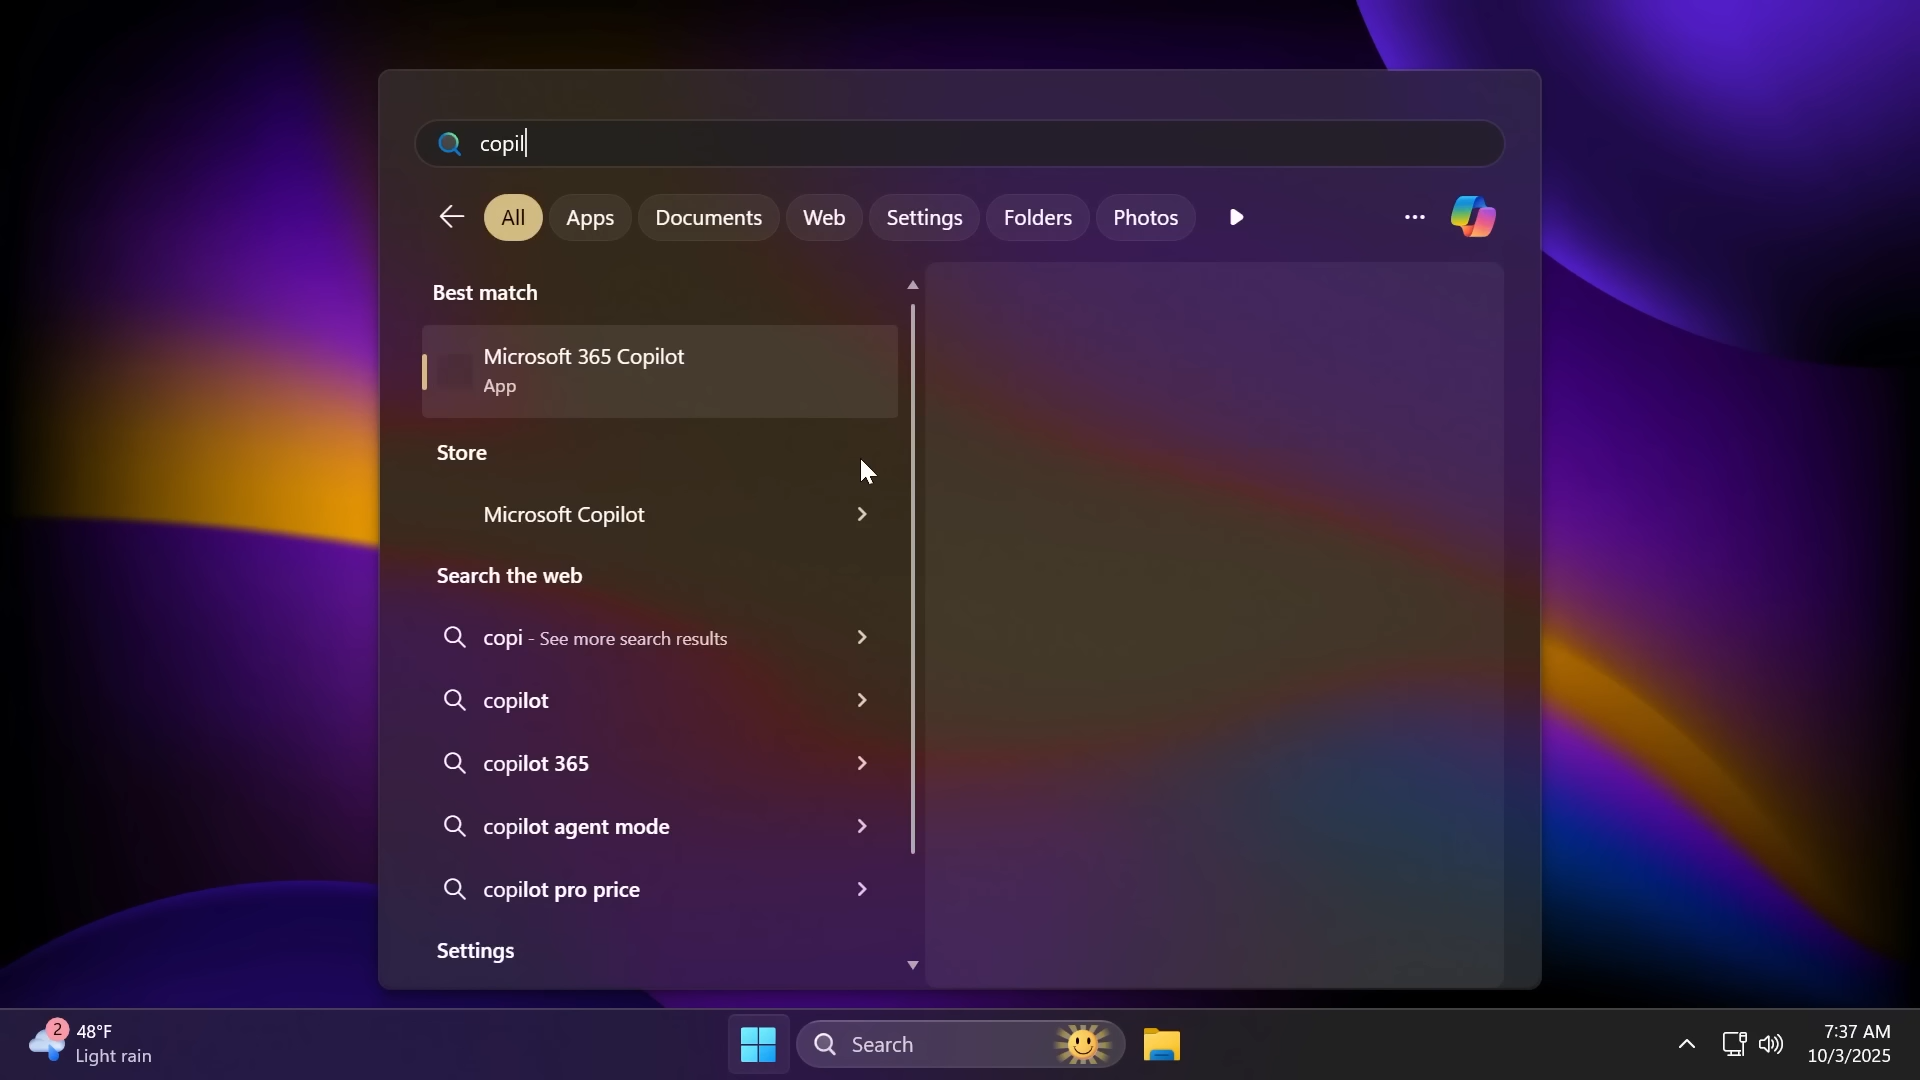 copil
All
Apps
Documents
Web
Settings
Folders
Photos
Best match
Microsoft 365 Copilot
App
Store
Microsoft Copilot
Search the web
copi - See more search results
copilot
copilot 365
copilot agent mode
copilot pro price
Settings
2
48°F
Light rain
Search
7:37 AM
10/3/2025